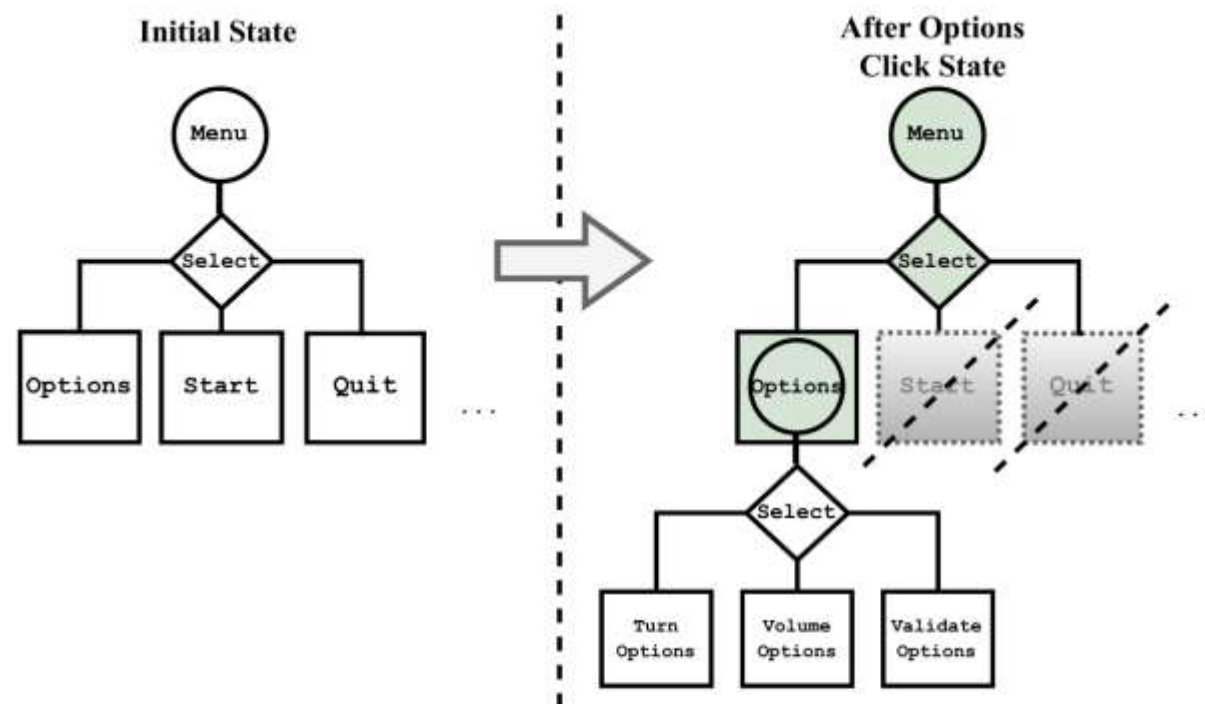 Initial State
Menu
Select
Options
Start
Quit
...
After Options
Click State
Menu
Select
Options
Start
Quit
..
Select
Turn
Options
Volume
Options
Validate
Options